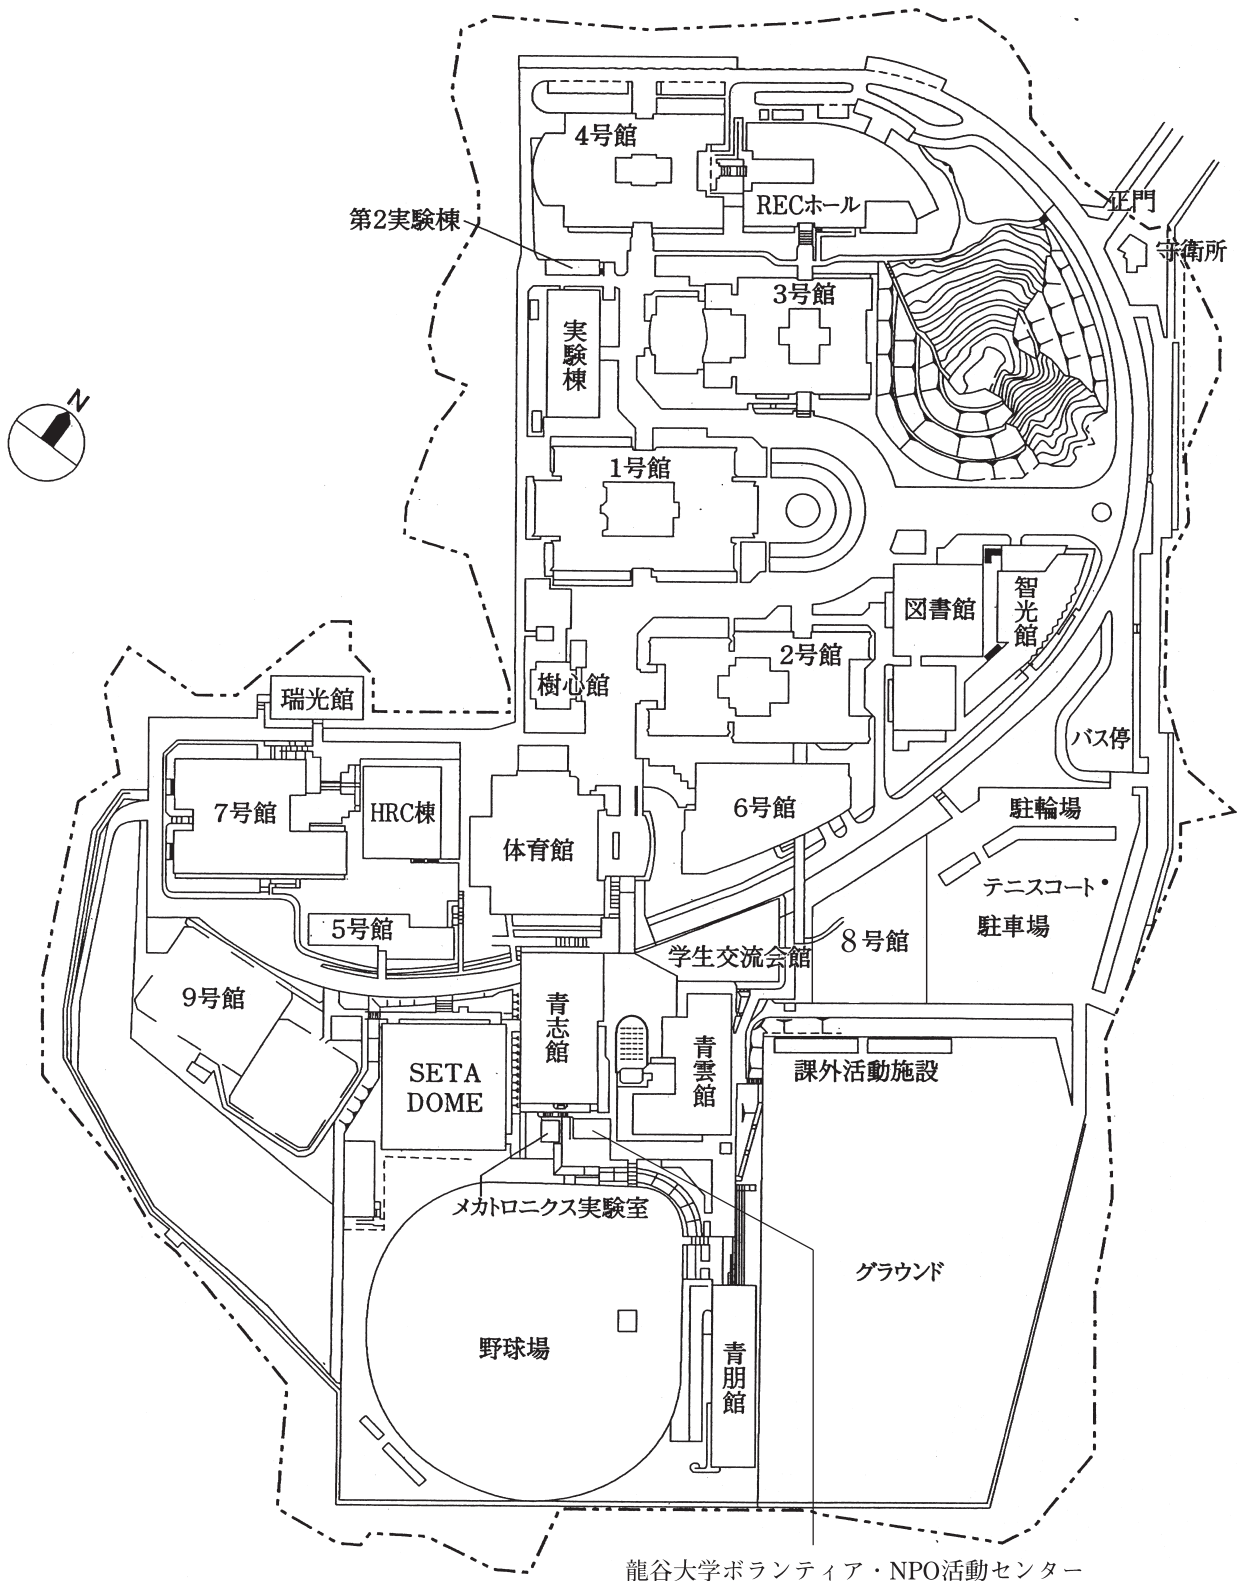 4号館
第2実験棟
RECホール
正門
守衛所
3号館
実験棟
N
1号館
図書館
智光館
2号館
樹心館
瑞光館
バス停
7号館
HRC棟
体育館
6号館
駐輪場
テニスコート・
駐車場
5号館
学生交流会館
8号館
9号館
青志館
青雲館
SETA
DOME
課外活動施設
メカトロニクス実験室
グラウンド
野球場
青朋館
龍谷大学ボランティア・NPO活動センター